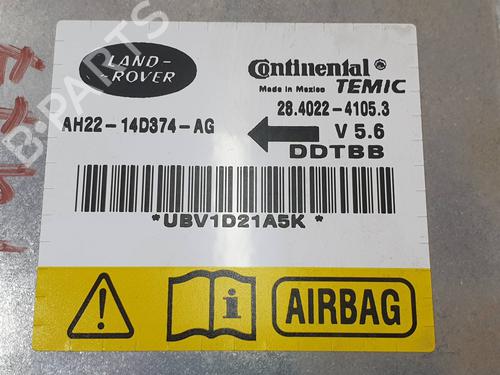 LAND-
-ROVER
Continental®
TEMIC
Made in Mexico
28.4022-4105.3
AH22-14D374-AG
V 5.6
DDTBB
*UBV1D21A5K*
AIRBAG
B-PARTS